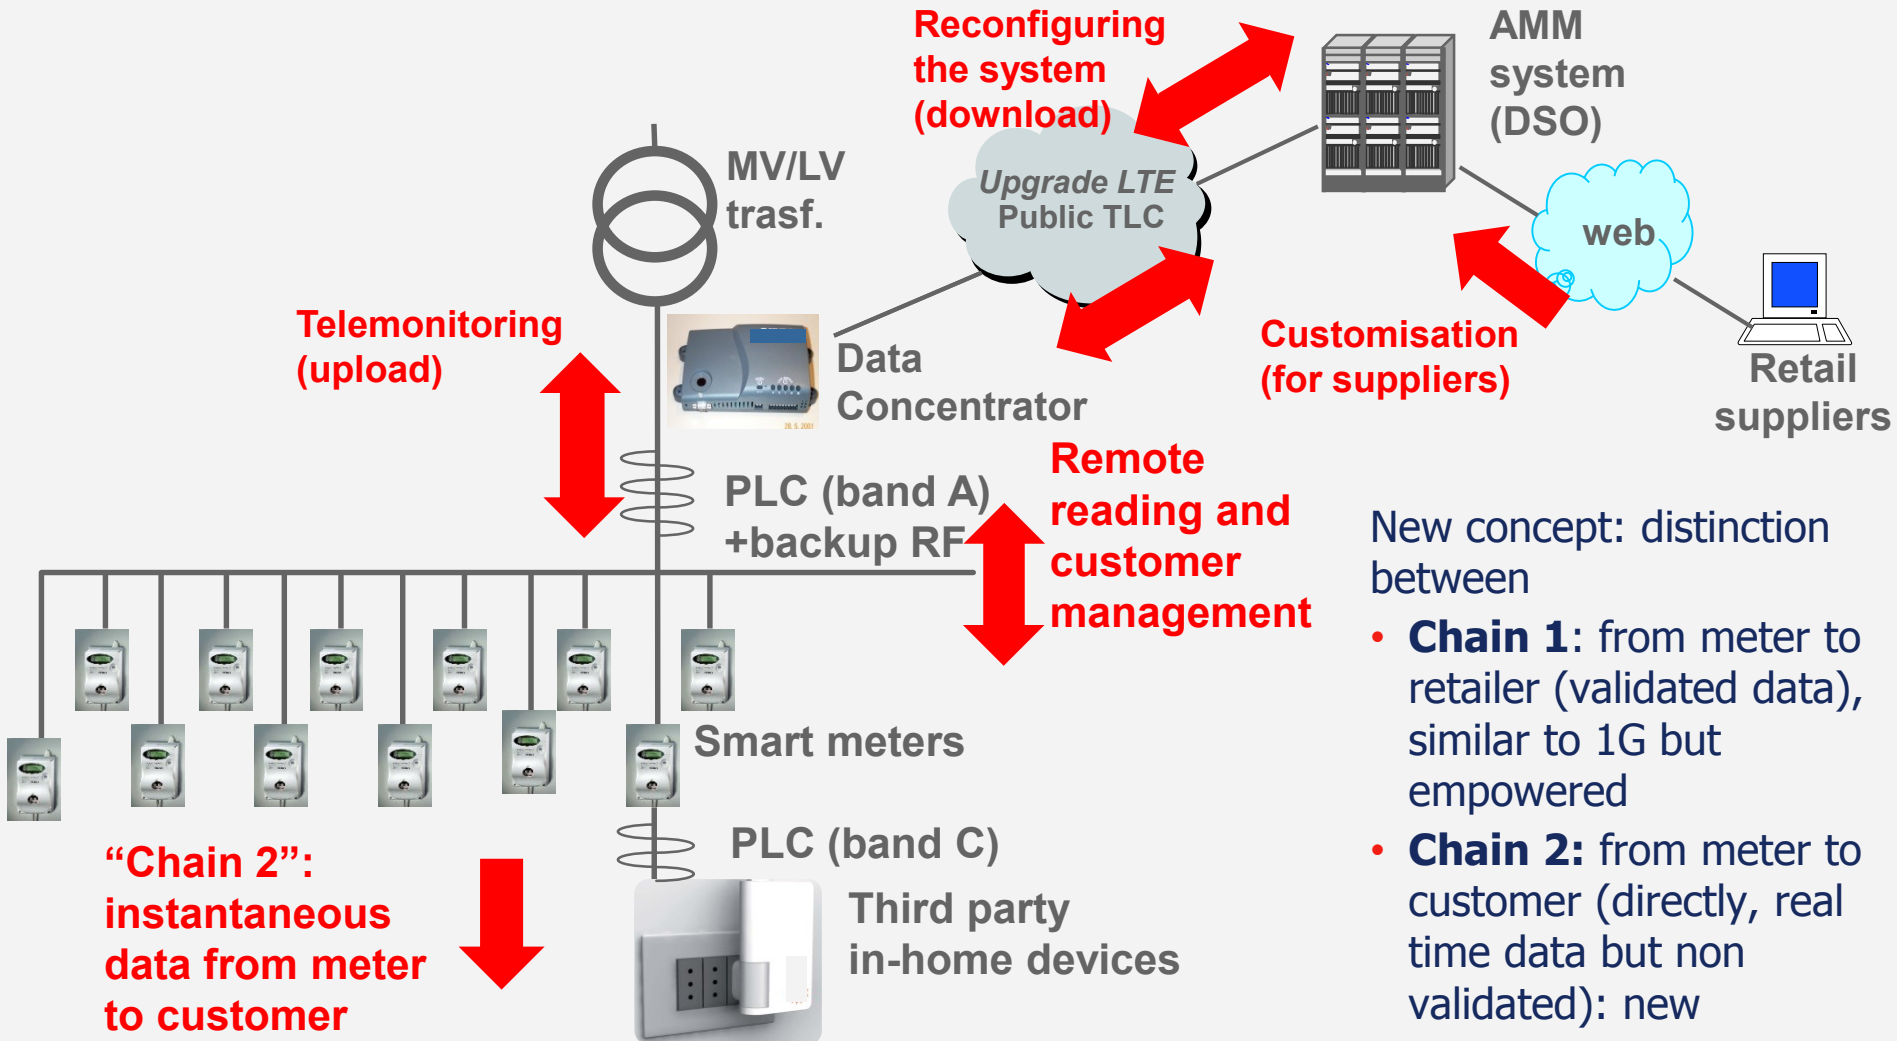 Reconfiguring
the system
(download)
AMM
system
(DSO)
MV/LV
trasf.
Upgrade LTE
Public TLC
web
Telemonitoring
(upload)
Data
Concentrator
28. 5. 2001
Customisation
(for suppliers)
Retail
suppliers
PLC (band A)
+backup RF
Remote
reading and
customer
management
New concept: distinction
between
• Chain 1: from meter to
retailer (validated data),
similar to 1G but
empowered
• Chain 2: from meter to
customer (directly, real
time data but non
validated): new
Smart meters
PLC (band C)
Third party
in-home devices
“Chain 2”:
instantaneous
data from meter
to customer